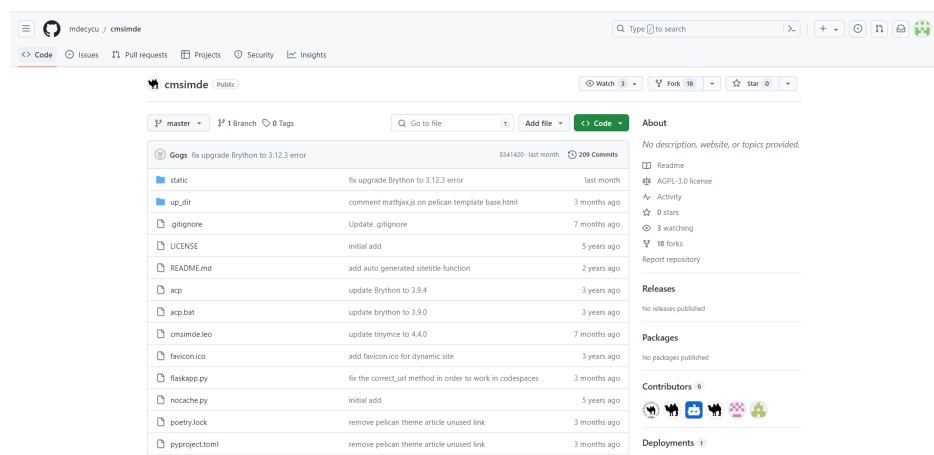 mdecycu / cmsimde
Type / to search
Code Issues Pull requests Projects Security Insights
cmsimde Public
Watch 3 Fork 18 Star 0
master 1 Branch 0 Tags Go to file t Add file Code
Gogs fix upgrade Brython to 3.12.3 error 5341420 · last month 209 Commits
static fix upgrade Brython to 3.12.3 error last month
up_dir comment mathjax.js on pelican template base.html 3 months ago
.gitignore Update .gitignore 7 months ago
LICENSE initial add 5 years ago
README.md add auto generated sitetitle function 2 years ago
acp update Brython to 3.9.4 3 years ago
acp.bat update brython to 3.9.0 3 years ago
cmsimde.leo update tinymce to 4.4.0 7 months ago
favicon.ico add favicon.ico for dynamic site 3 years ago
flaskapp.py fix the correct_url method in order to work in codespaces 3 months ago
nocache.py initial add 5 years ago
poetry.lock remove pelican theme article unused link 3 months ago
pyproject.toml remove pelican theme article unused link 3 months ago
About
No description, website, or topics provided.
Readme
AGPL-3.0 license
Activity
0 stars
3 watching
18 forks
Report repository
Releases
No releases published
Packages
No packages published
Contributors 6
Deployments 1